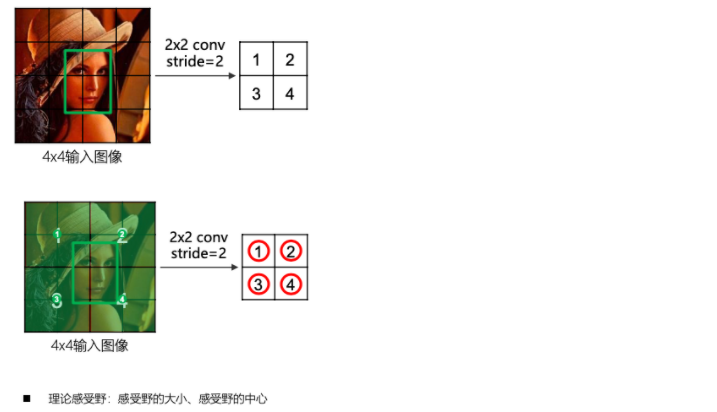 2x2 conv
stride=2
1 2
3 4
4x4输入图像
1 2
3 4
2x2 conv
stride=2
1 2
3 4
4x4输入图像
■ 理论感受野：感受野的大小、感受野的中心